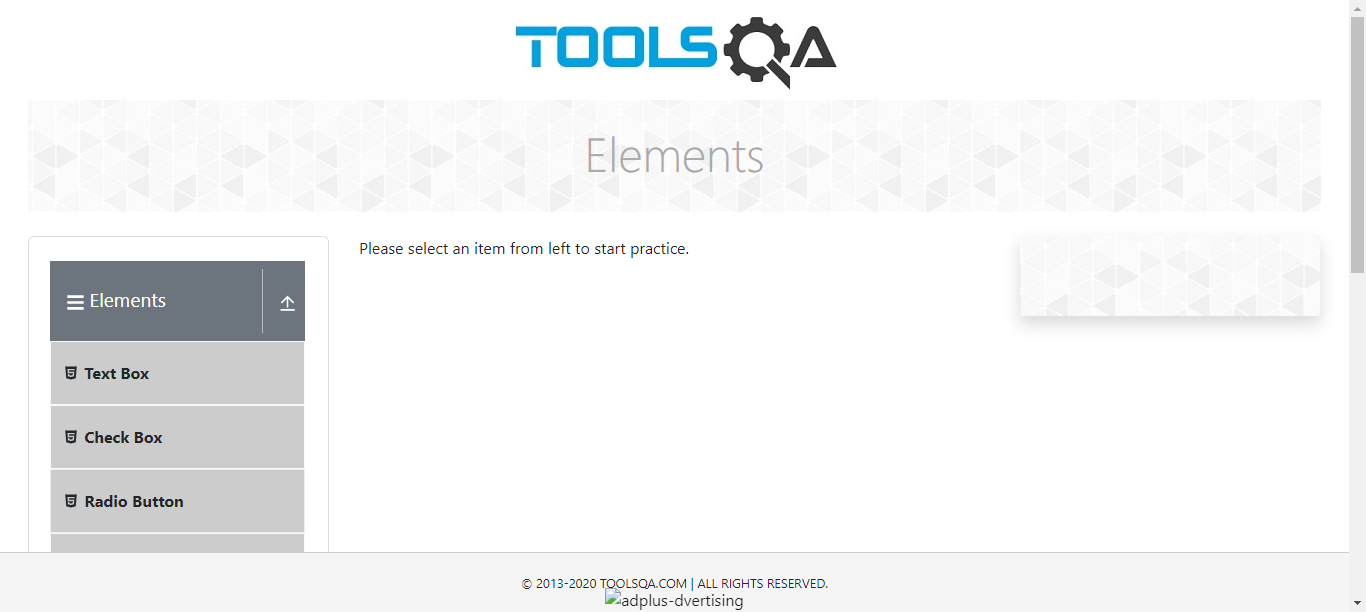 TOOLSQA
Elements
Please select an item from left to start practice.
Elements
Text Box
Check Box
Radio Button
© 2013-2020 TOOLSQA.COM | ALL RIGHTS RESERVED.
adplus-dvertising